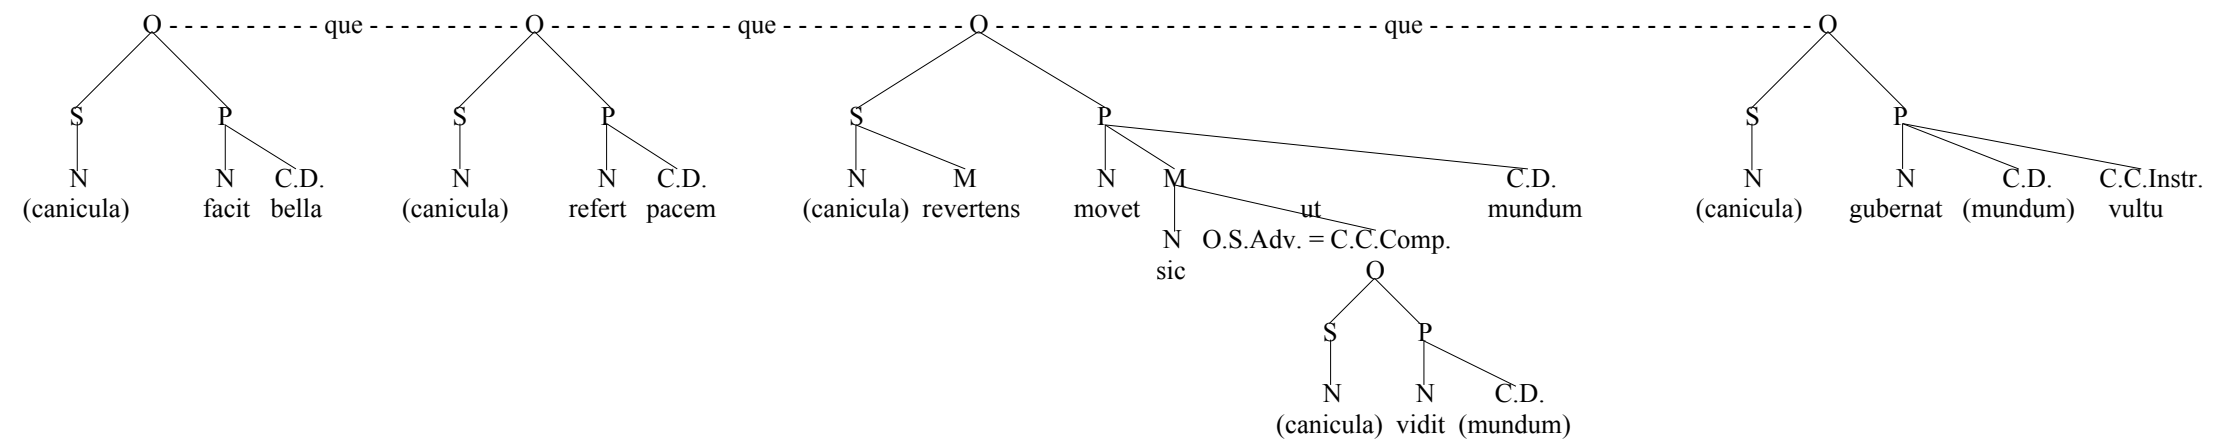 O - - - - - - - - - - - - que - - - - - - - - - - - - O - - - - - - - - - - - - - que - - - - - - - - - - - - O - - - - - - - - - - - - - - - - - - - - - - - - - - - - - que - - - - - - - - - - - - - - - - - - - - - - - - - - - - - O
S P S P S P S P
N N C.D. N N C.D. N M N M C.D. N N C.D. C.C.Instr.
(canicula) facit bella (canicula) refert pacem (canicula) revertens movet ut mundum (canicula) gubernat (mundum) vultu
N O.S.Adv. = C.C.Comp.
sic O
S P
N N C.D.
(canicula) vidit (mundum)